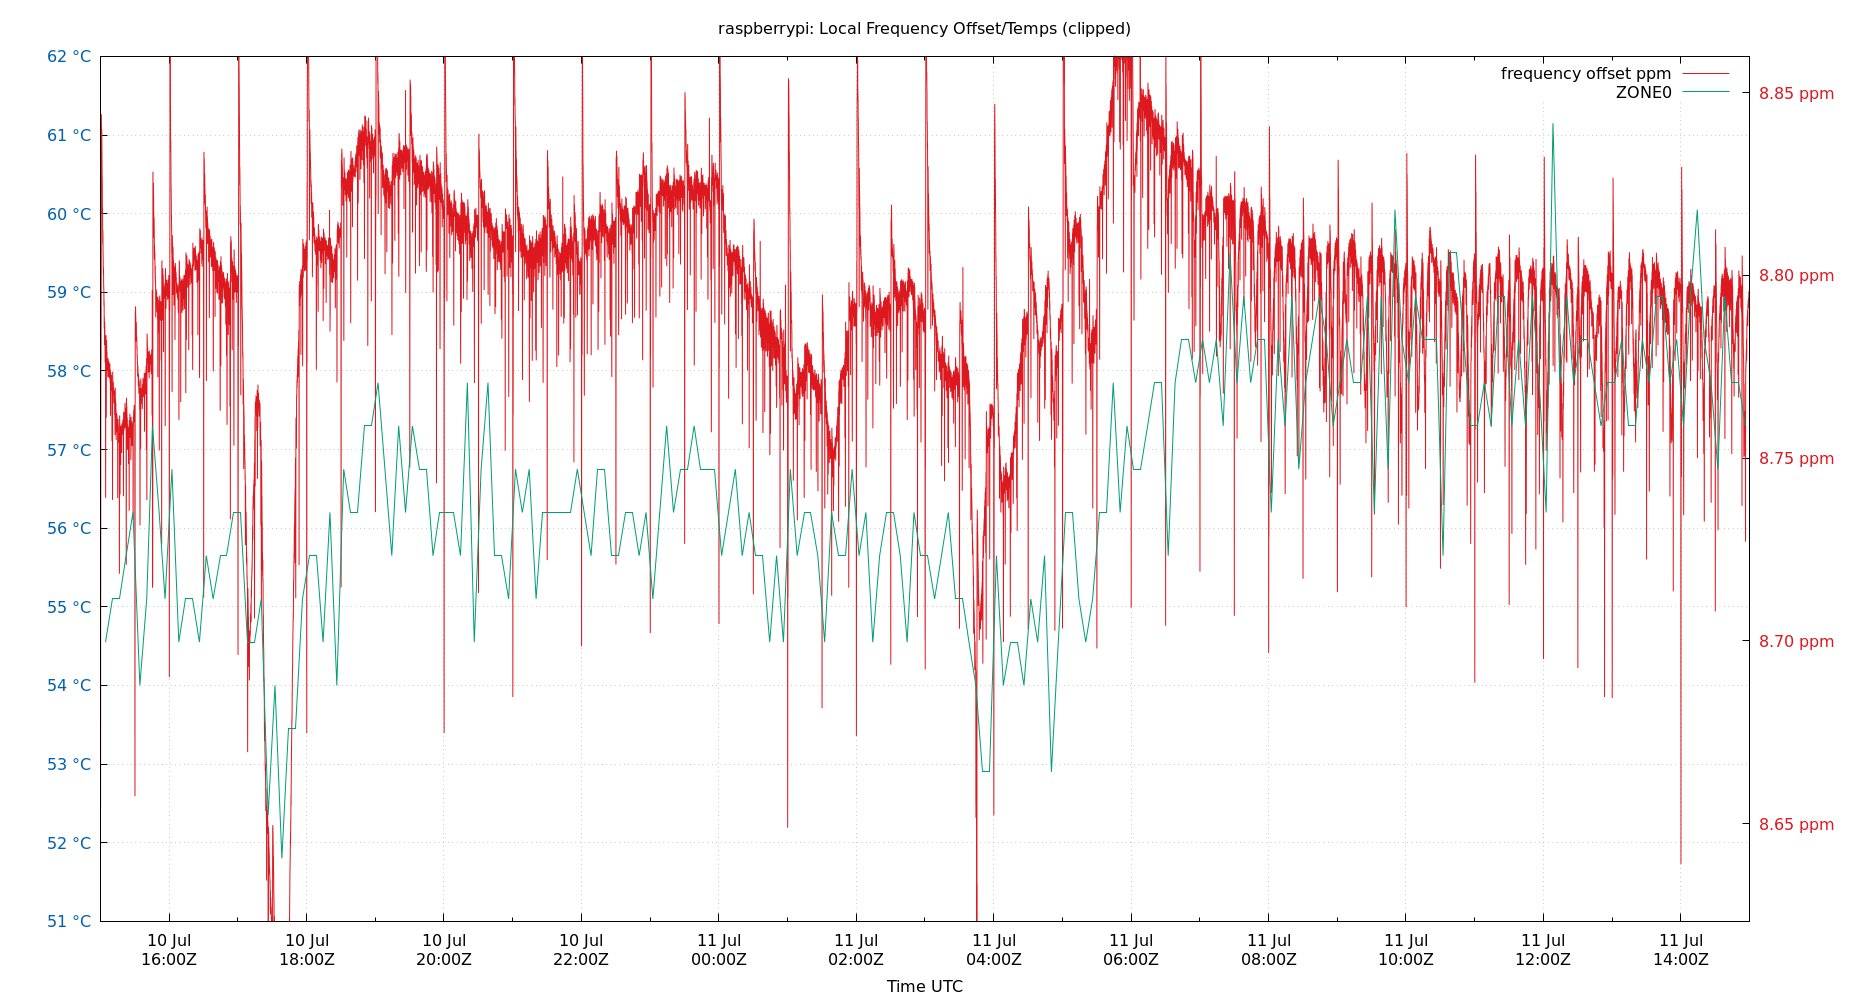 raspberrypi: Local Frequency Offset/Temps (clipped)
62 °C
61 °C
60 °C
59 °C
58 °C
57 °C
56 °C
55 °C
54 °C
53 °C
52 °C
51 °C
frequency offset ppm
ZONE0
8.85 ppm
8.80 ppm
8.75 ppm
8.70 ppm
8.65 ppm
10 Jul 10 Jul 10 Jul 10 Jul 11 Jul 11 Jul 11 Jul 11 Jul 11 Jul 11 Jul 11 Jul 11 Jul
16:00Z 18:00Z 20:00Z 22:00Z 00:00Z 02:00Z 04:00Z 06:00Z 08:00Z 10:00Z 12:00Z 14:00Z
Time UTC